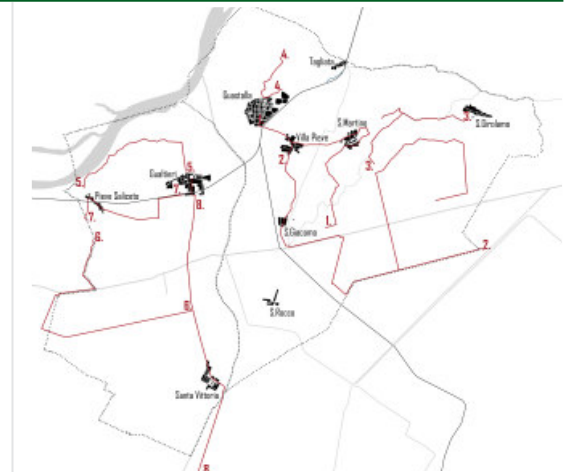 4.
Tagliata
4.
Guastalla
3.
S.Girolamo
S.Martino
Villa Pieve
2.
3.
5.
Gualtieri
5.
7.
8.
Pieve Saliceto
7.
1.
S.Giacomo
6.
2.
S.Rocco
6.
Santa Vittoria
8.